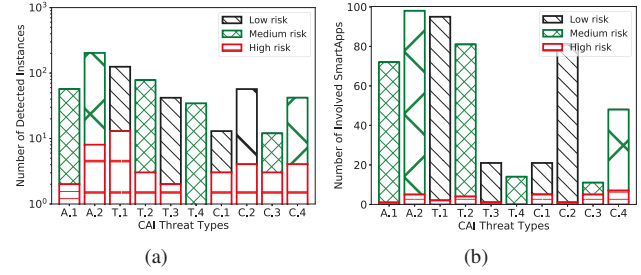 10³
10²
10¹
10⁰
Number of Detected Instances
Low risk
Medium risk
High risk
A.1 A.2 T.1 T.2 T.3 T.4 C.1 C.2 C.3 C.4
CAI Threat Types
(a)
100
80
60
40
20
0
Number of Involved SmartApps
Low risk
Medium risk
High risk
A.1 A.2 T.1 T.2 T.3 T.4 C.1 C.2 C.3 C.4
CAI Threat Types
(b)